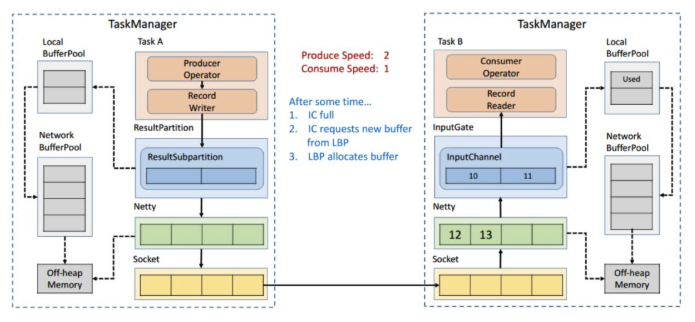 TaskManager
Local
BufferPool
Task A
Producer
Operator
Record
Writer
ResultPartition
ResultSubpartition
Network
BufferPool
Netty
Off-heap
Memory
Socket
Produce Speed: 2
Consume Speed: 1
After some time…
1. IC full
2. IC requests new buffer
from LBP
3. LBP allocates buffer
TaskManager
Task B
Consumer
Operator
Record
Reader
InputGate
InputChannel
10 11
Netty
12 13
Socket
Local
BufferPool
Used
Network
BufferPool
Off-heap
Memory